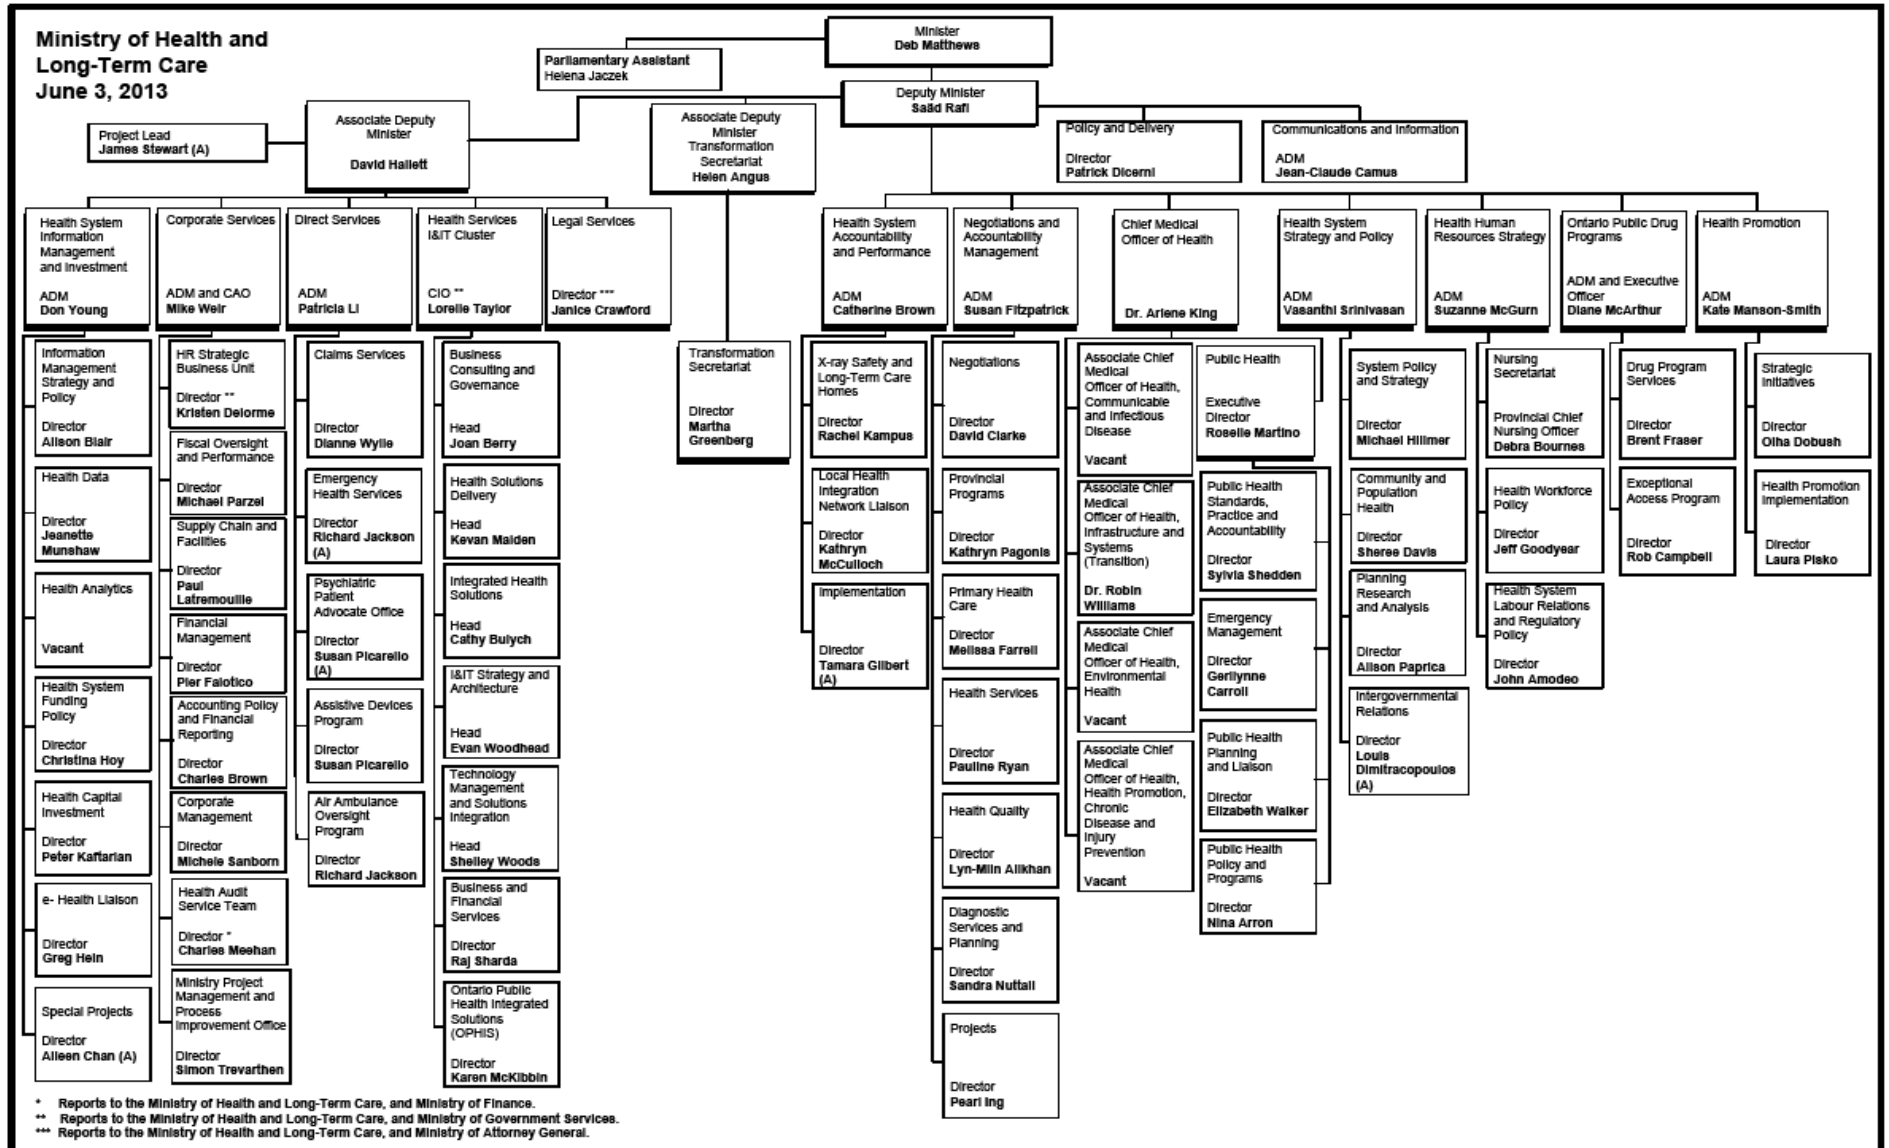 Ministry of Health and
Long-Term Care
June 3, 2013
Minister
Deb Matthews
Parliamentary Assistant
Helena Jaczek
Deputy Minister
Saäd Rafi
Project Lead
James Stewart (A)
Associate Deputy
Minister
David Hallett
Associate Deputy
Minister
Transformation
Secretariat
Helen Angus
Policy and Delivery
Director
Patrick Dicerni
Communications and Information
ADM
Jean-Claude Camus
Health System
Information
Management
and Investment
ADM
Don Young
Corporate Services
ADM and CAO
Mike Weir
Direct Services
ADM
Patricia Li
Health Services
I&IT Cluster
CIO **
Lorelle Taylor
Legal Services
Director ***
Janice Crawford
Health System
Accountability
and Performance
ADM
Catherine Brown
Negotiations and
Accountability
Management
ADM
Susan Fitzpatrick
Chief Medical
Officer of Health
Dr. Arlene King
Health System
Strategy and Policy
ADM
Vasanthi Srinivasan
Health Human
Resources Strategy
ADM
Suzanne McGurn
Ontario Public Drug
Programs
ADM and Executive
Officer
Diane McArthur
Health Promotion
ADM
Kate Manson-Smith
Information
Management
Strategy and
Policy
Director
Alison Blair
Health Data
Director
Jeanette
Munshaw
Health Analytics
Vacant
Health System
Funding
Policy
Director
Christina Hoy
Health Capital
Investment
Director
Peter Kaftarian
e- Health Liaison
Director
Greg Hein
Special Projects
Director
Aileen Chan (A)
HR Strategic
Business Unit
Director **
Kristen Delorme
Fiscal Oversight
and Performance
Director
Michael Parzei
Supply Chain and
Facilities
Director
Paul
Latremouille
Financial
Management
Director
Pier Falotico
Accounting Policy
and Financial
Reporting
Director
Charles Brown
Corporate
Management
Director
Michele Sanborn
Health Audit
Service Team
Director *
Charles Meehan
Ministry Project
Management and
Process
Improvement Office
Director
Simon Trevarthen
Claims Services
Director
Dianne Wylie
Emergency
Health Services
Director
Richard Jackson
(A)
Psychiatric
Patient
Advocate Office
Director
Susan Picarello
(A)
Assistive Devices
Program
Director
Susan Picarello
Air Ambulance
Oversight
Program
Director
Richard Jackson
Business
Consulting and
Governance
Head
Joan Berry
Health Solutions
Delivery
Head
Kevan Malden
Integrated Health
Solutions
Head
Cathy Bulych
I&IT Strategy and
Architecture
Head
Evan Woodhead
Technology
Management
and Solutions
Integration
Head
Shelley Woods
Business and
Financial
Services
Director
Raj Sharda
Ontario Public
Health Integrated
Solutions
(OPHIS)
Director
Karen McKibbin
Transformation
Secretariat
Director
Martha
Greenberg
X-ray Safety and
Long-Term Care
Homes
Director
Rachel Kampus
Local Health
Integration
Network Liaison
Director
Kathryn
McCulloch
Implementation
Director
Tamara Gilbert
(A)
Negotiations
Director
David Clarke
Provincial
Programs
Director
Kathryn Pagonis
Primary Health
Care
Director
Melissa Farrell
Health Services
Director
Pauline Ryan
Health Quality
Director
Lyn-Miin Alikhan
Diagnostic
Services and
Planning
Director
Sandra Nuttall
Projects
Director
Pearl Ing
Associate Chief
Medical
Officer of Health,
Communicable
and Infectious
Disease
Vacant
Associate Chief
Medical
Officer of Health,
Infrastructure and
Systems
(Transition)
Dr. Robin
Williams
Associate Chief
Medical
Officer of Health,
Environmental
Health
Vacant
Associate Chief
Medical
Officer of Health,
Health Promotion,
Chronic
Disease and
Injury
Prevention
Vacant
Public Health
Executive
Director
Roselle Martino
Public Health
Standards,
Practice and
Accountability
Director
Sylvia Shedden
Emergency
Management
Director
Gerilynne
Carroll
Public Health
Planning
and Liaison
Director
Elizabeth Walker
Public Health
Policy and
Programs
Director
Nina Arron
System Policy
and Strategy
Director
Michael Hillmer
Community and
Population
Health
Director
Sheree Davis
Planning
Research
and Analysis
Director
Alison Paprica
Intergovernmental
Relations
Director
Louis
Dimitracopoulos
(A)
Nursing
Secretariat
Provincial Chief
Nursing Officer
Debra Bournes
Health Workforce
Policy
Director
Jeff Goodyear
Health System
Labour Relations
and Regulatory
Policy
Director
John Amodeo
Drug Program
Services
Director
Brent Fraser
Exceptional
Access Program
Director
Rob Campbell
Strategic
Initiatives
Director
Olha Dobush
Health Promotion
Implementation
Director
Laura Pisko
* Reports to the Ministry of Health and Long-Term Care, and Ministry of Finance.
** Reports to the Ministry of Health and Long-Term Care, and Ministry of Government Services.
*** Reports to the Ministry of Health and Long-Term Care, and Ministry of Attorney General.